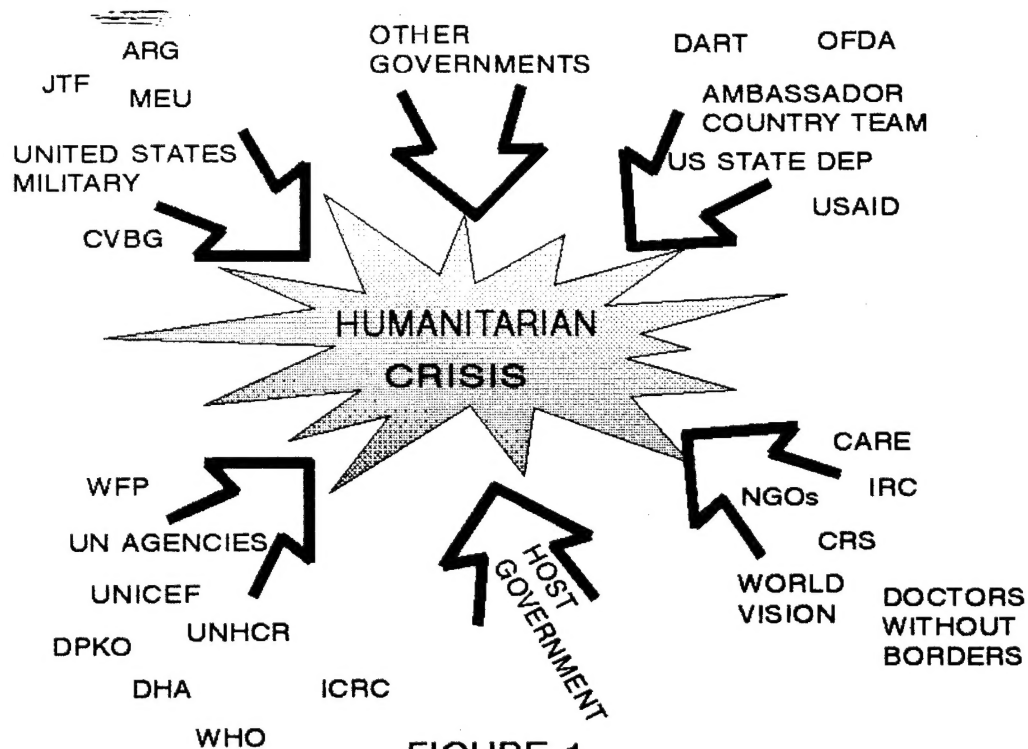 ARG
JTF
MEU
UNITED STATES
MILITARY
CVBG
OTHER
GOVERNMENTS
DART
OFDA
AMBASSADOR
COUNTRY TEAM
US STATE DEP
USAID
HUMANITARIAN
CRISIS
WFP
UN AGENCIES
UNICEF
UNHCR
DPKO
DHA
ICRC
WHO
HOST
GOVERNMENT
CARE
NGOs
IRC
CRS
WORLD
VISION
DOCTORS
WITHOUT
BORDERS
FIGURE 1